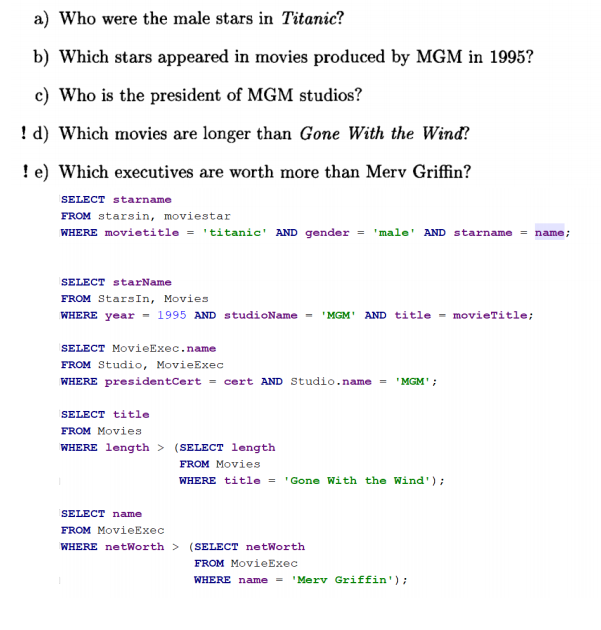 a) Who were the male stars in Titanic?
b) Which stars appeared in movies produced by MGM in 1995?
c) Who is the president of MGM studios?
! d) Which movies are longer than Gone With the Wind?
! e) Which executives are worth more than Merv Griffin?
SELECT starname
FROM starsin, moviestar
WHERE movietitle = 'titanic' AND gender = 'male' AND starname = name;
SELECT starName
FROM StarsIn, Movies
WHERE year = 1995 AND studioName = 'MGM' AND title = movieTitle;
SELECT MovieExec.name
FROM Studio, MovieExec
WHERE presidentCert = cert AND Studio.name = 'MGM';
SELECT title
FROM Movies
WHERE length > (SELECT length
FROM Movies
WHERE title = 'Gone With the Wind');
SELECT name
FROM MovieExec
WHERE netWorth > (SELECT netWorth
FROM MovieExec
WHERE name = 'Merv Griffin');